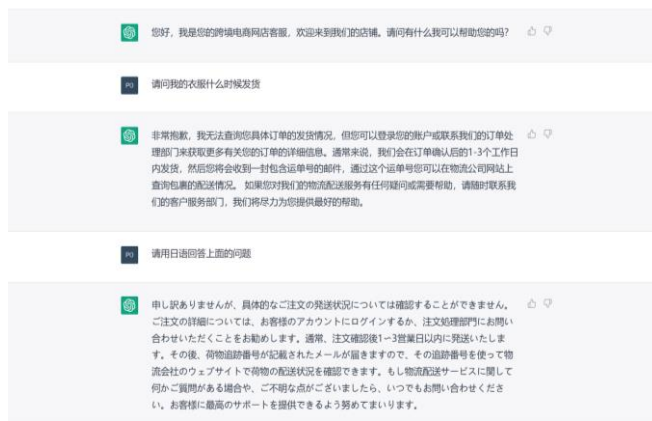 您好，我是您的跨境电商网店客服，欢迎来到我们的店铺。请问有什么我可以帮助您的吗？
PO 请问我的衣服什么时候发货
非常抱歉，我无法查询您具体订单的发货情况，但您可以登录您的账户或联系我们的订单处
理部门来获取更多有关您的订单的详细信息。通常来说，我们会在订单确认后的1-3个工作日
内发货，然后您将会收到一封包含运单号的邮件，通过这个运单号您可以在物流公司网站上
查询包裹的配送情况。 如果您对我们的物流配送服务有任何疑问或需要帮助，请随时联系我
们的客户服务部门，我们将尽力为您提供最好的帮助。
PO 请用日语回答上面的问题
申し訳ありませんが、具体的なご注文の発送状況については確認することができません。
ご注文の詳細については、お客様のアカウントにログインするか、注文処理部門にお問い
合わせいただくことをお勧めします。通常、注文確認後1-3営業日以内に発送いたしま
す。その後、荷物追跡番号が記載されたメールが届きますので、その追跡番号を使って物
流会社のウェブサイトで荷物の配送状況を確認できます。もし物流配送サービスに関して
何かご質問がある場合や、ご不明な点がございましたら、いつでもお問い合わせくださ
い。お客様に最高のサポートを提供できるよう努めてまいります。